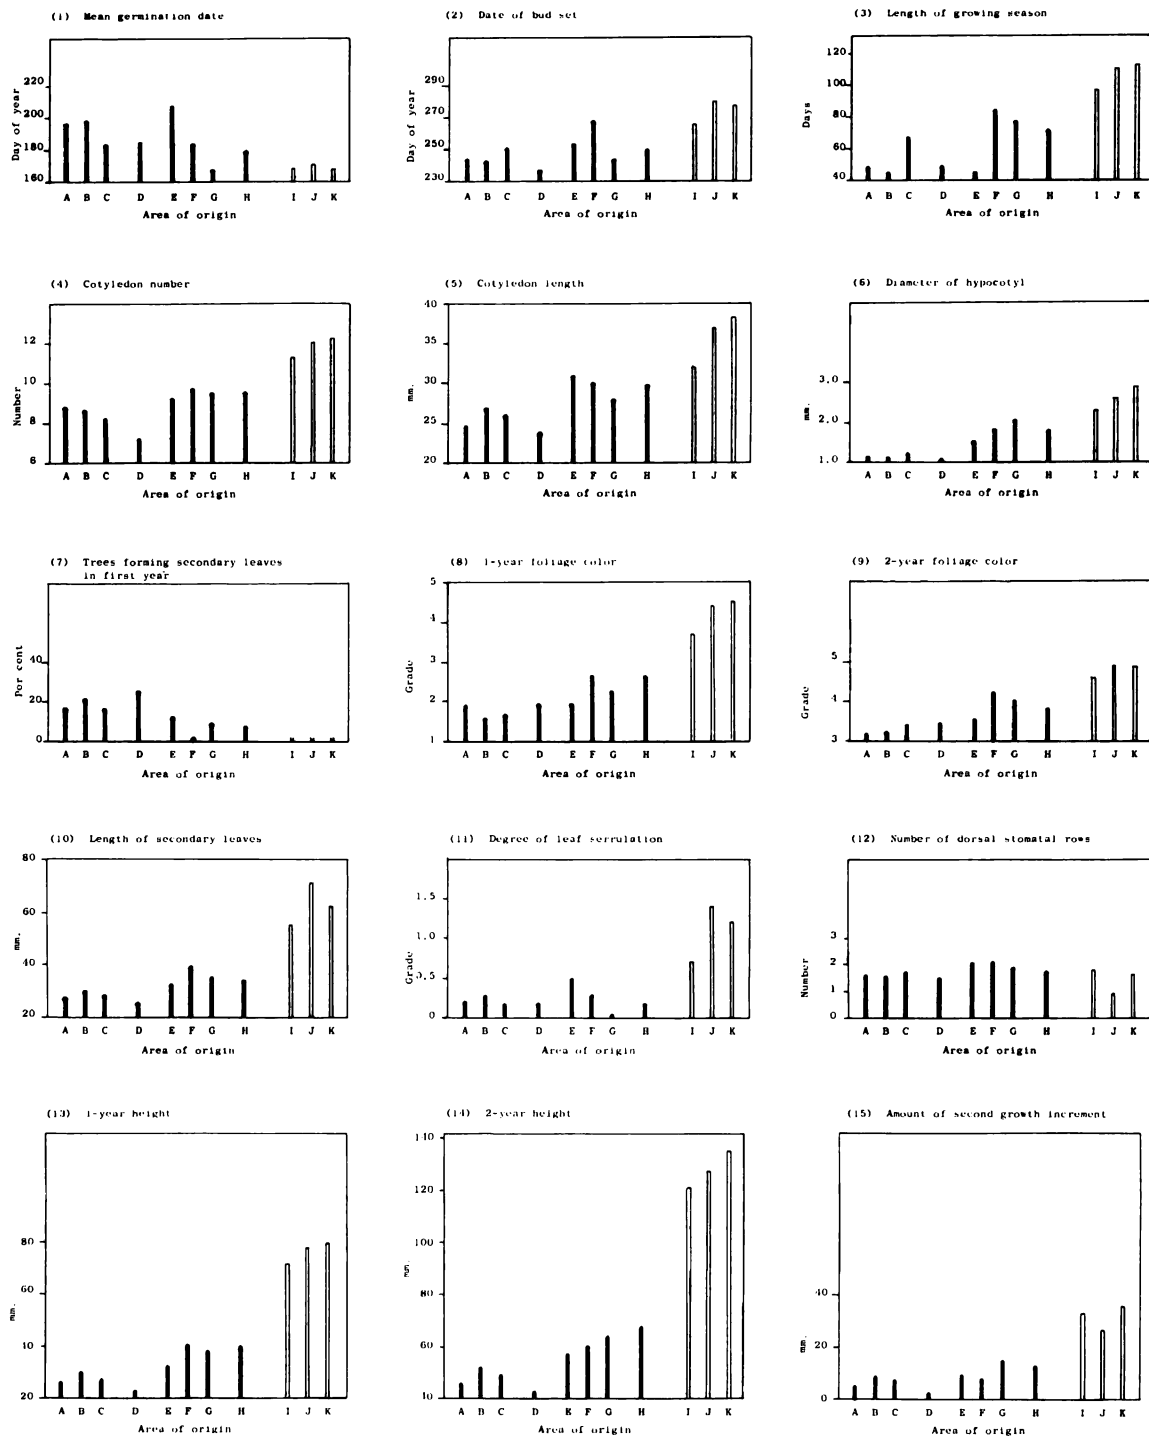 (1) Mean germination date
Day of year
220
200
180
160
A B C D E F G H I J K
Area of origin
(2) Date of bud set
Day of year
290
270
250
230
A B C D E F G H I J K
Area of origin
(3) Length of growing season
Days
120
100
80
60
40
A B C D E F G H I J K
Area of origin
(4) Cotyledon number
Number
12
10
8
6
A B C D E F G H I J K
Area of origin
(5) Cotyledon length
mm.
40
35
30
25
20
A B C D E F G H I J K
Area of origin
(6) Diameter of hypocotyl
mm.
3.0
2.0
1.0
A B C D E F G H I J K
Area of origin
(7) Trees forming secondary leaves
in first year
Per cent
40
20
0
A B C D E F G H I J K
Area of origin
(8) 1-year foliage color
Grade
5
4
3
2
1
A B C D E F G H I J K
Area of origin
(9) 2-year foliage color
Grade
5
4
3
A B C D E F G H I J K
Area of origin
(10) Length of secondary leaves
mm.
80
60
40
20
A B C D E F G H I J K
Area of origin
(11) Degree of leaf serrulation
Grade
1.5
1.0
0.5
0
A B C D E F G H I J K
Area of origin
(12) Number of dorsal stomatal rows
Number
3
2
1
0
A B C D E F G H I J K
Area of origin
(13) 1-year height
mm.
80
60
40
20
A B C D E F G H I J K
Area of origin
(14) 2-year height
mm.
140
120
100
80
60
40
A B C D E F G H I J K
Area of origin
(15) Amount of second growth increment
mm.
40
20
0
A B C D E F G H I J K
Area of origin